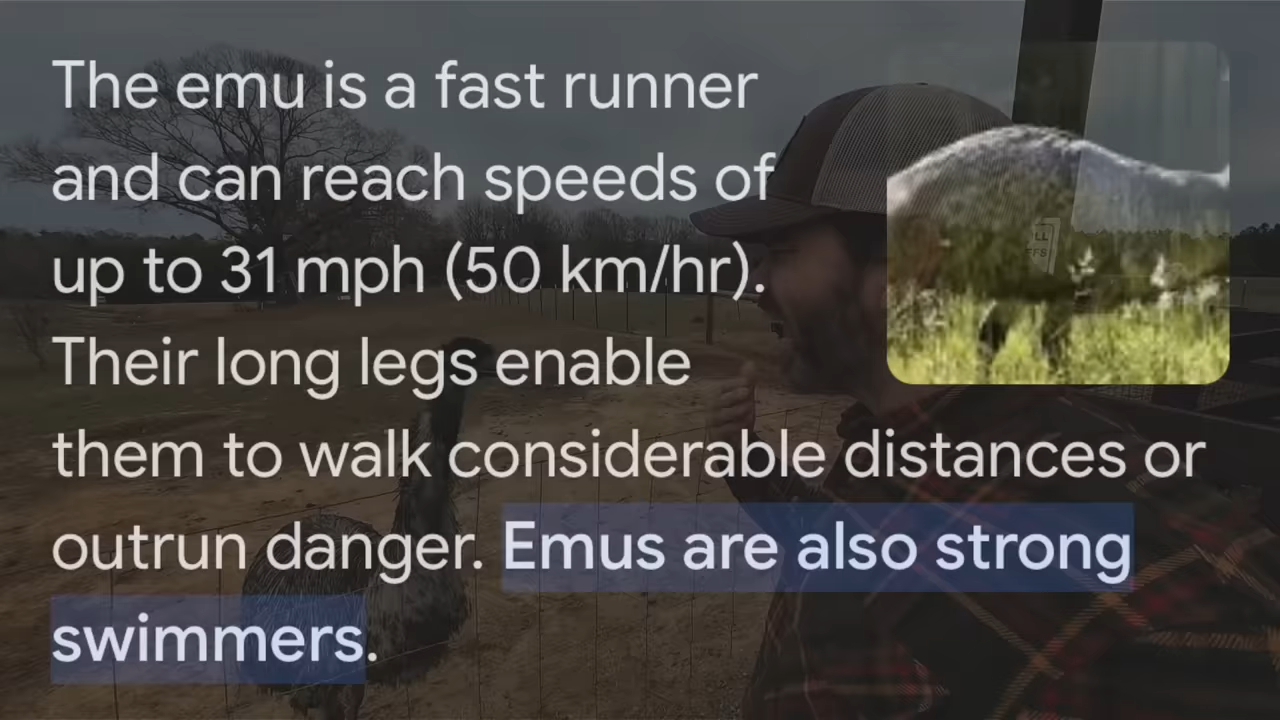 The emu is a fast runner
and can reach speeds of
up to 31 mph (50 km/hr).
Their long legs enable
them to walk considerable distances or
outrun danger. Emus are also strong
swimmers.